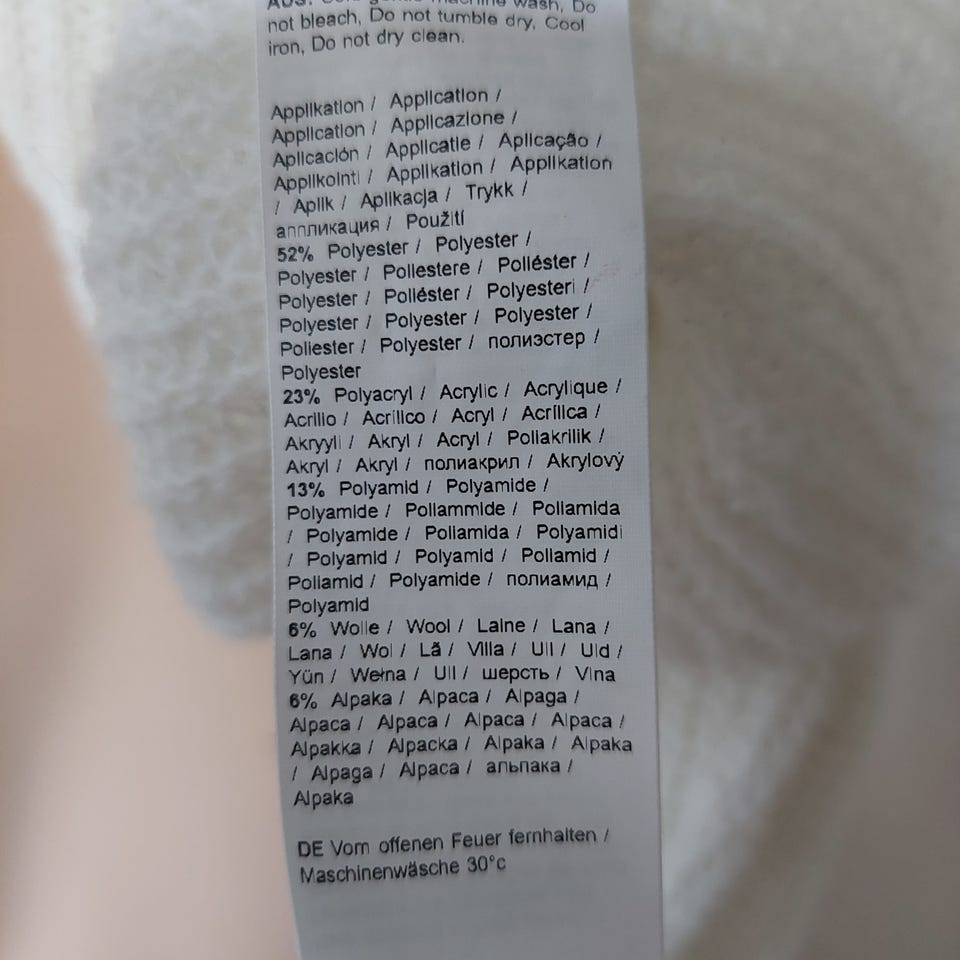 AUS: Cold gentle machine wash, Do
not bleach, Do not tumble dry, Cool
iron, Do not dry clean.
Applikation / Application /
Application / Applicazione /
Aplicación / Applicatie / Aplicação /
Applikointi / Applikation / Applikation
/ Aplik / Aplikacja / Trykk /
аппликация / Použití
52% Polyester / Polyester /
Polyester / Poliestere / Poliéster /
Polyester / Poliéster / Polyesteri /
Polyester / Polyester / Polyester /
Poliester / Polyester / полиэстер /
Polyester
23% Polyacryl / Acrylic / Acrylique /
Acrilio / Acrílico / Acryl / Acrílica /
Akryyli / Akryl / Acryl / Poliakrilik /
Akryl / Akryl / полиакрил / Akrylový
13% Polyamid / Polyamide /
Polyamide / Poliammide / Poliamida
/ Polyamide / Poliamida / Polyamidi
/ Polyamid / Polyamid / Poliamid /
Poliamid / Polyamide / полиамид /
Polyamid
6% Wolle / Wool / Laine / Lana /
Lana / Wol / Lã / Villa / Ull / Uld /
Yün / Wełna / Ull / шерсть / Vlna
6% Alpaka / Alpaca / Alpaga /
Alpaca / Alpaca / Alpaca / Alpaca /
Alpakka / Alpacka / Alpaka / Alpaka
/ Alpaga / Alpaca / альпака /
Alpaka
DE Vom offenen Feuer fernhalten /
Maschinenwäsche 30°c